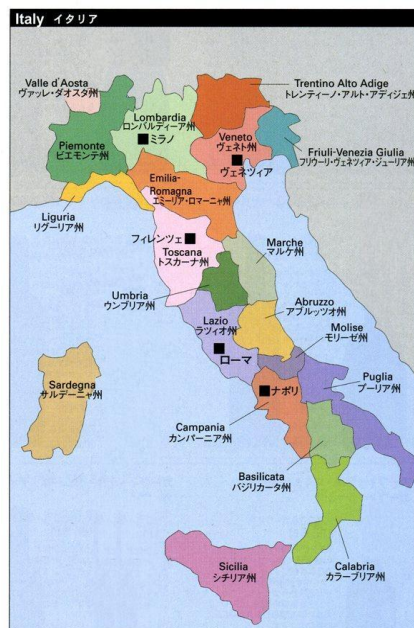 Italy イタリア
Valle d'Aosta
ヴァッレ・ダオスタ州
Trentino Alto Adige
トレンティーノ・アルト・アディジェ州
Lombardia
ロンバルディーア州
ミラノ
Veneto
ヴェネト州
ヴェネツィア
Piemonte
ピエモンテ州
Friuli-Venezia Giulia
フリウーリ・ヴェネツィア・ジューリア州
Emilia-
Romagna
エミーリア・ロマーニャ州
Liguria
リグーリア州
フィレンツェ
Toscana
トスカーナ州
Marche
マルケ州
Umbria
ウンブリア州
Abruzzo
アブルッツオ州
Lazio
ラツィオ州
ローマ
Molise
モリーゼ州
Sardegna
サルデーニャ州
ナポリ
Puglia
プーリア州
Campania
カンパーニア州
Basilicata
バジリカータ州
Sicilia
シチリア州
Calabria
カラーブリア州